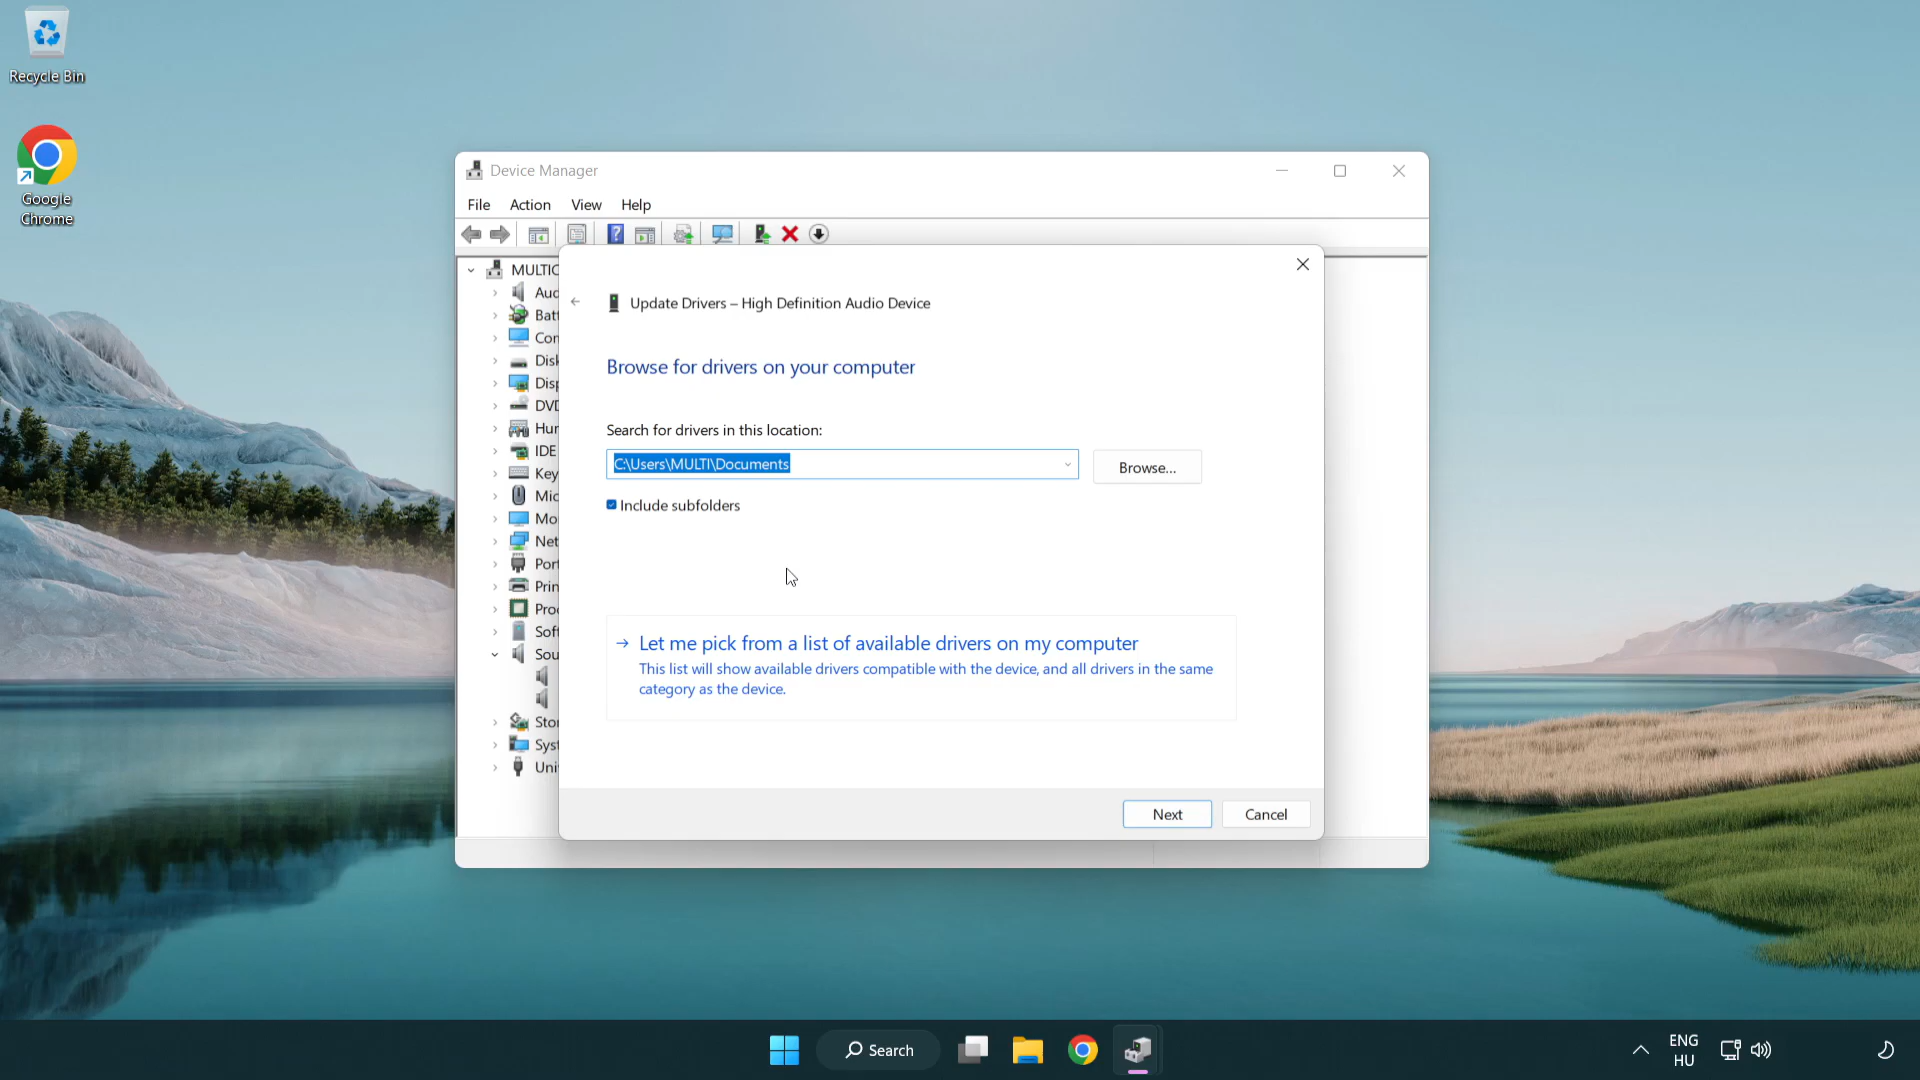 Recycle Bin
Google
Chrome
Device Manager
File Action View Help
MULTIC
Aud
Batt
Con
Disk
Disp
DVD
Hum
IDE
Key
Mic
Mo
Net
Port
Prin
Proc
Soft
Sou
Stor
Syst
Uni
Update Drivers – High Definition Audio Device
Browse for drivers on your computer
Search for drivers in this location:
C:\Users\MULTI\Documents
Browse...
Include subfolders
Let me pick from a list of available drivers on my computer
This list will show available drivers compatible with the device, and all drivers in the same
category as the device.
Next
Cancel
Search
ENG
HU